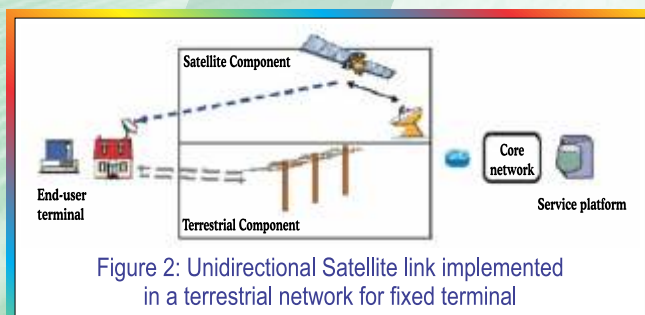 Satellite Component
End-user
terminal
Terrestrial Component
Core
network
Service platform
Figure 2: Unidirectional Satellite link implemented
in a terrestrial network for fixed terminal